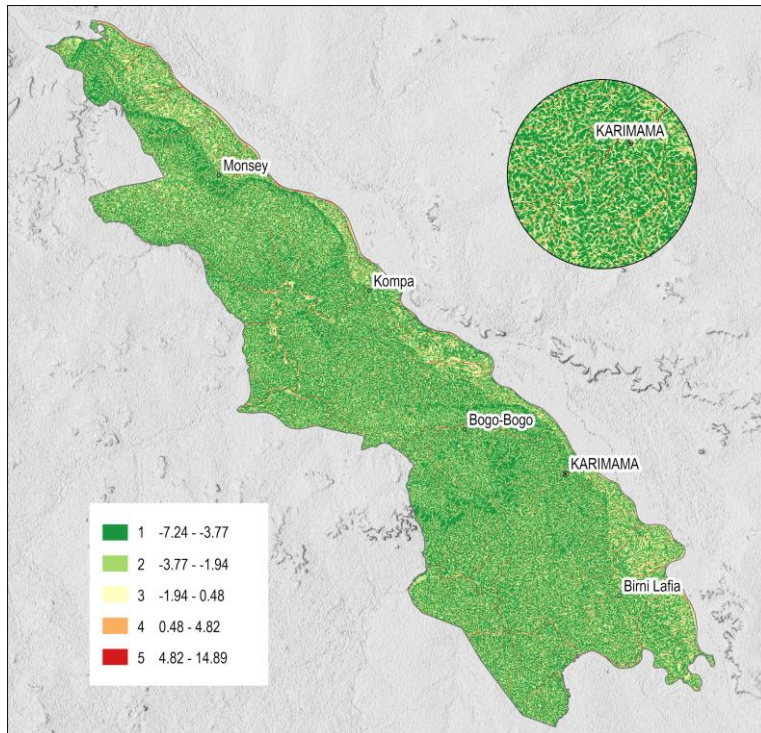 KARIMAMA
Monsey
Kompa
Bogo-Bogo
KARIMAMA
Birni Lafia
1 -7.24 - -3.77
2 -3.77 - -1.94
3 -1.94 - 0.48
4 0.48 - 4.82
5 4.82 - 14.89